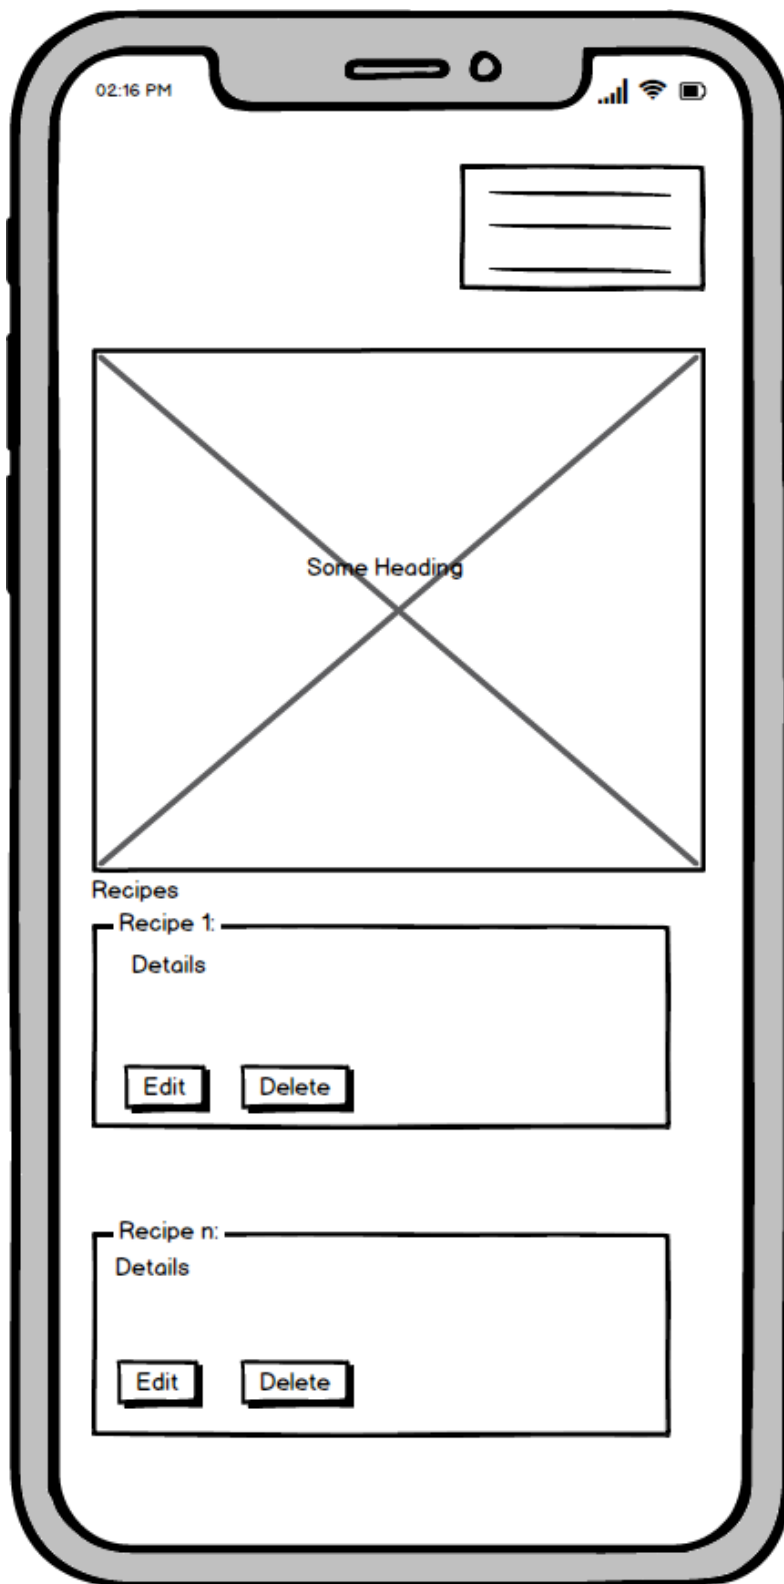 02:16 PM
Some Heading
Recipes
Recipe 1:
Details
Edit Delete
Recipe n:
Details
Edit Delete